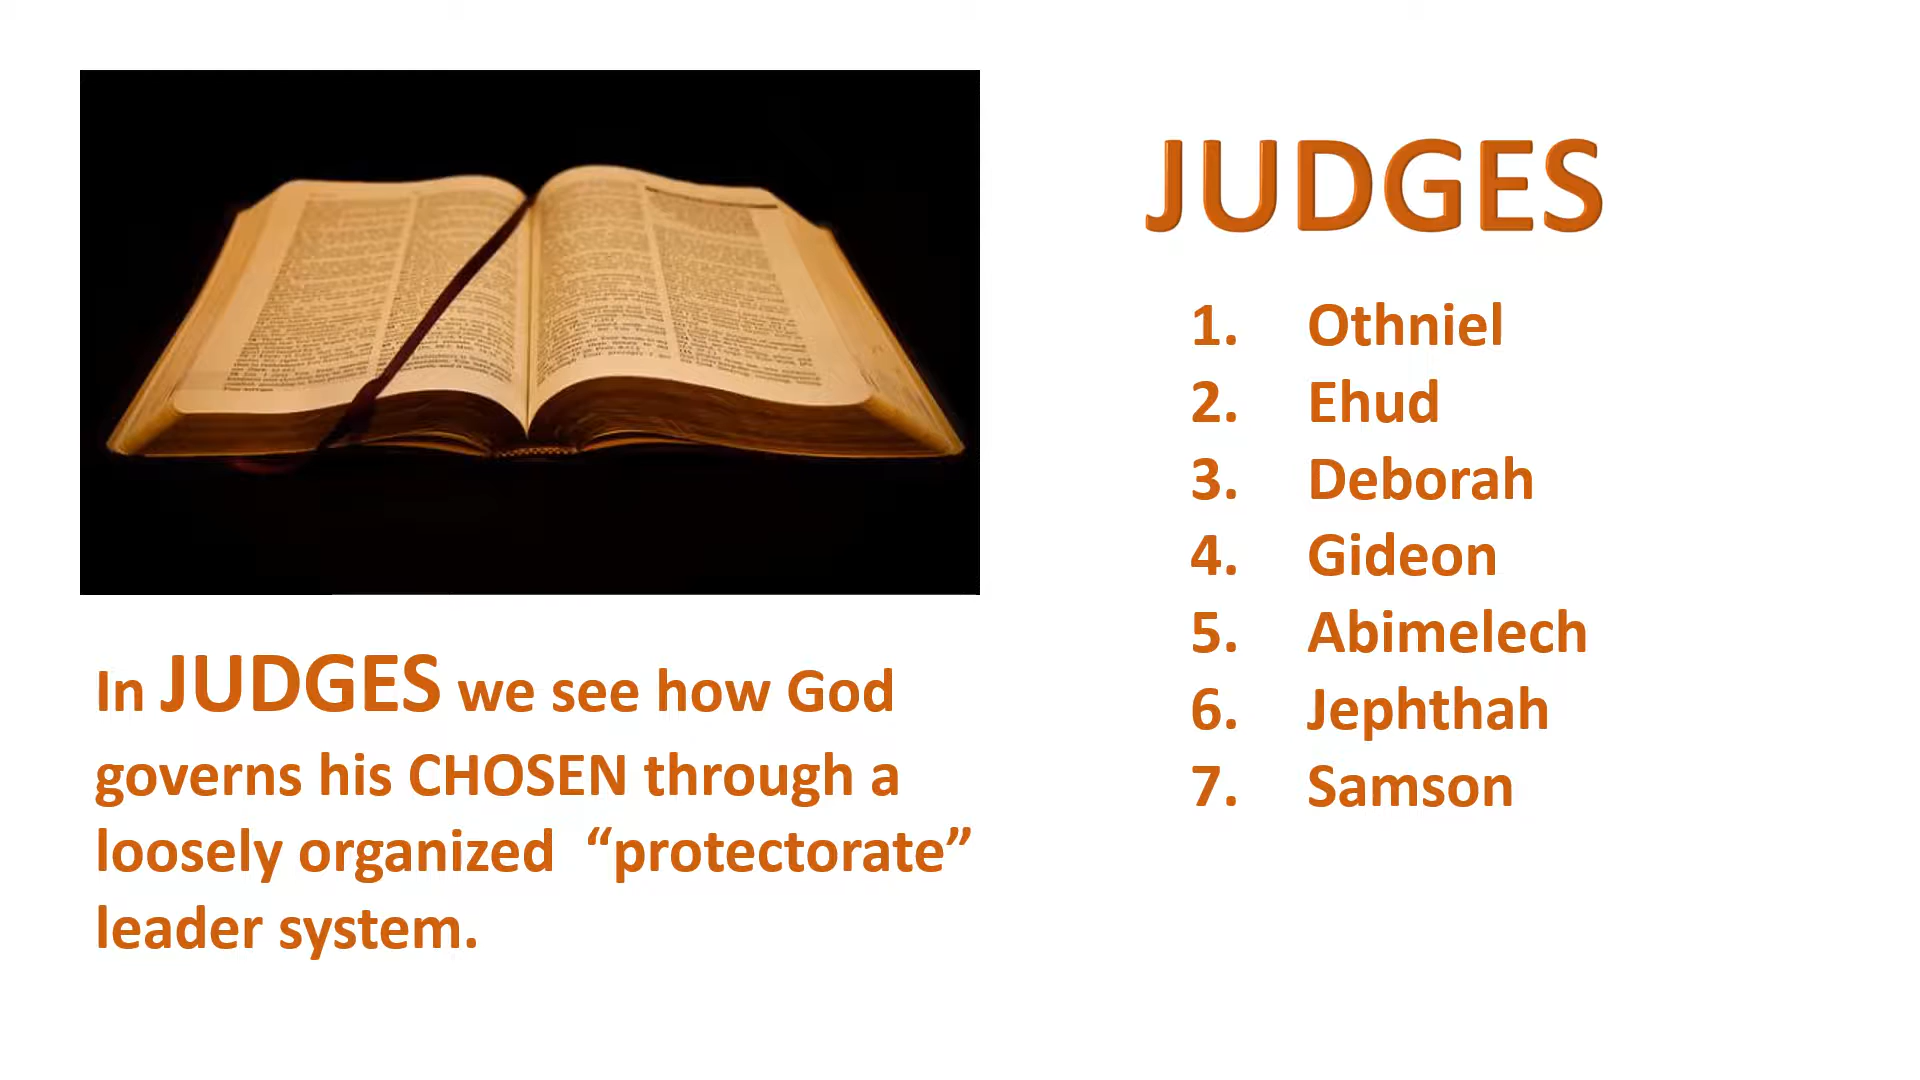 JUDGES
1. Othniel
2. Ehud
3. Deborah
4. Gideon
5. Abimelech
6. Jephthah
7. Samson
In JUDGES we see how God
governs his CHOSEN through a
loosely organized “protectorate”
leader system.